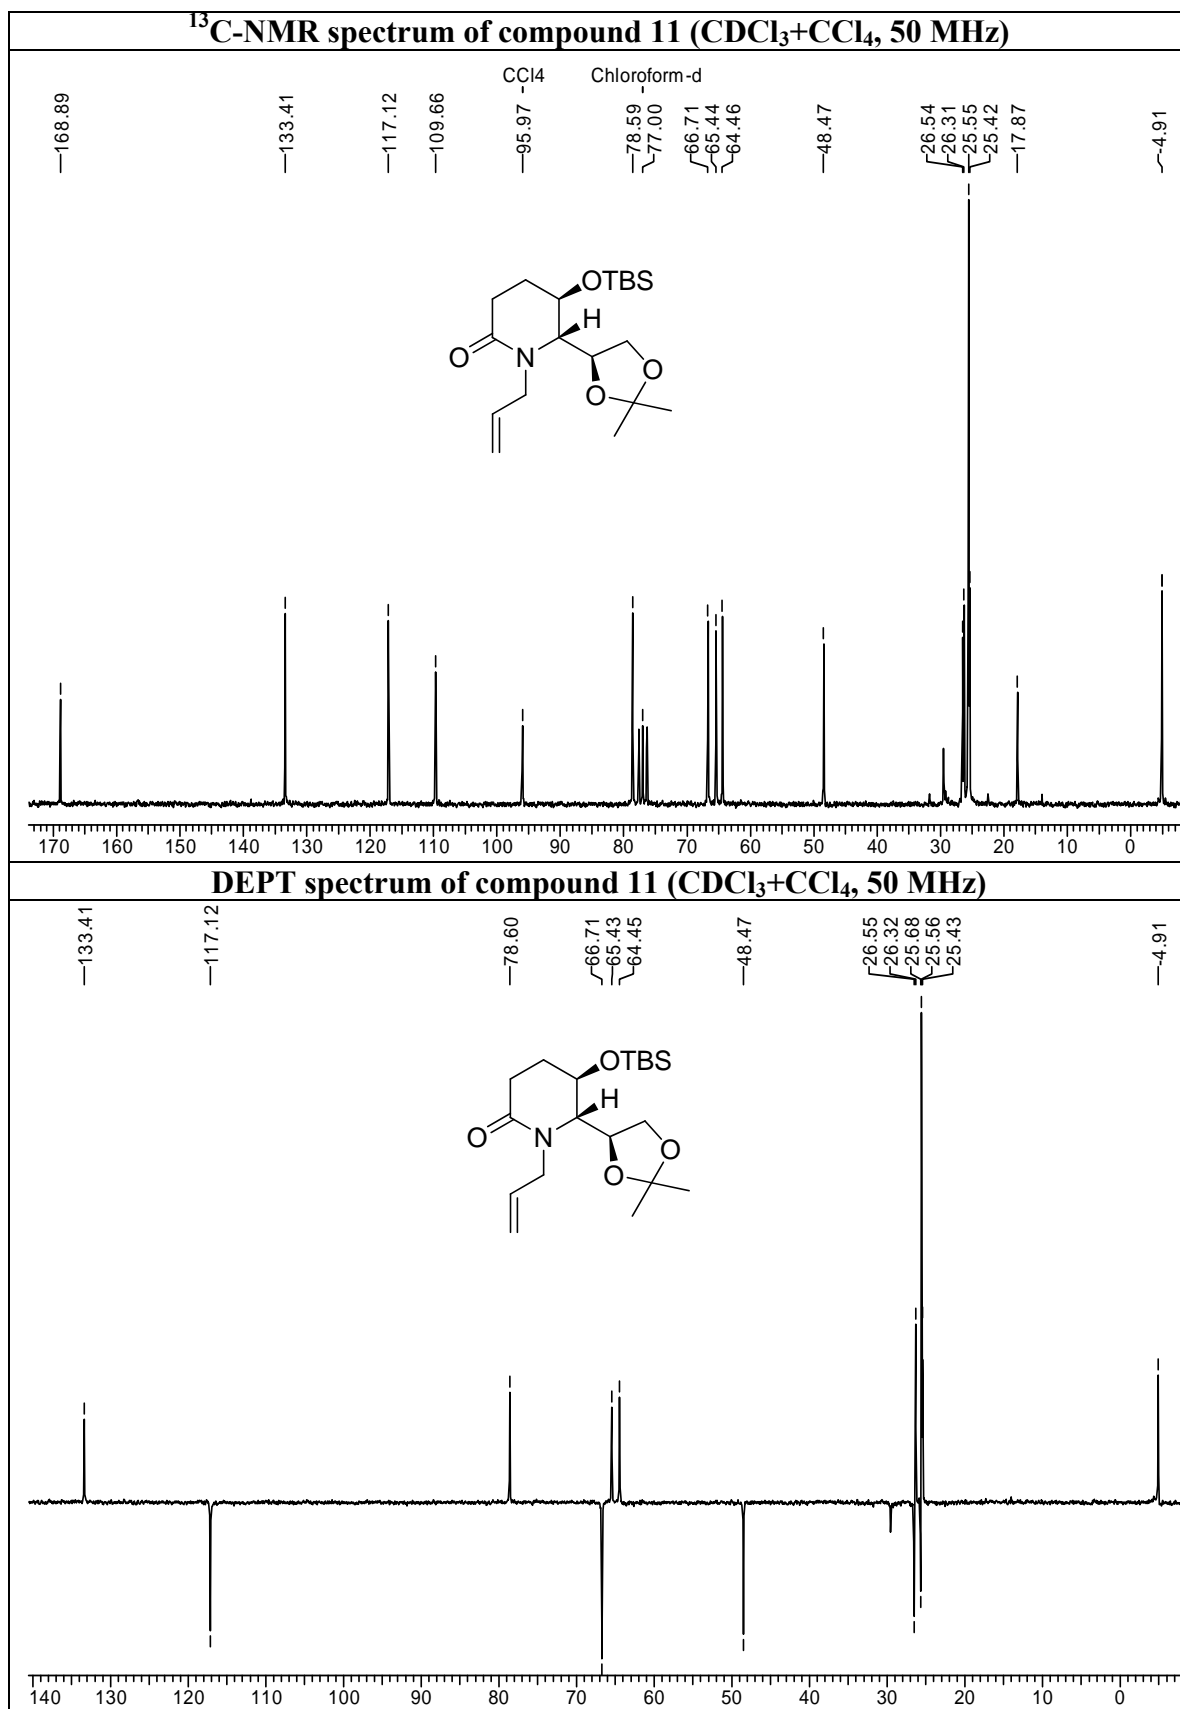 ¹³C-NMR spectrum of compound 11 (CDCl₃+CCl₄, 50 MHz)
CCl4 Chloroform-d
168.89 133.41 117.12 109.66 95.97 78.59 77.00 66.71 65.44 64.46 48.47 26.54 26.31 25.55 25.42 17.87 -4.91
OTBS
H
O N O
O
170 160 150 140 130 120 110 100 90 80 70 60 50 40 30 20 10 0
DEPT spectrum of compound 11 (CDCl₃+CCl₄, 50 MHz)
133.41 117.12 78.60 66.71 65.43 64.45 48.47 26.55 26.32 25.68 25.56 25.43 -4.91
OTBS
H
O N O
O
140 130 120 110 100 90 80 70 60 50 40 30 20 10 0